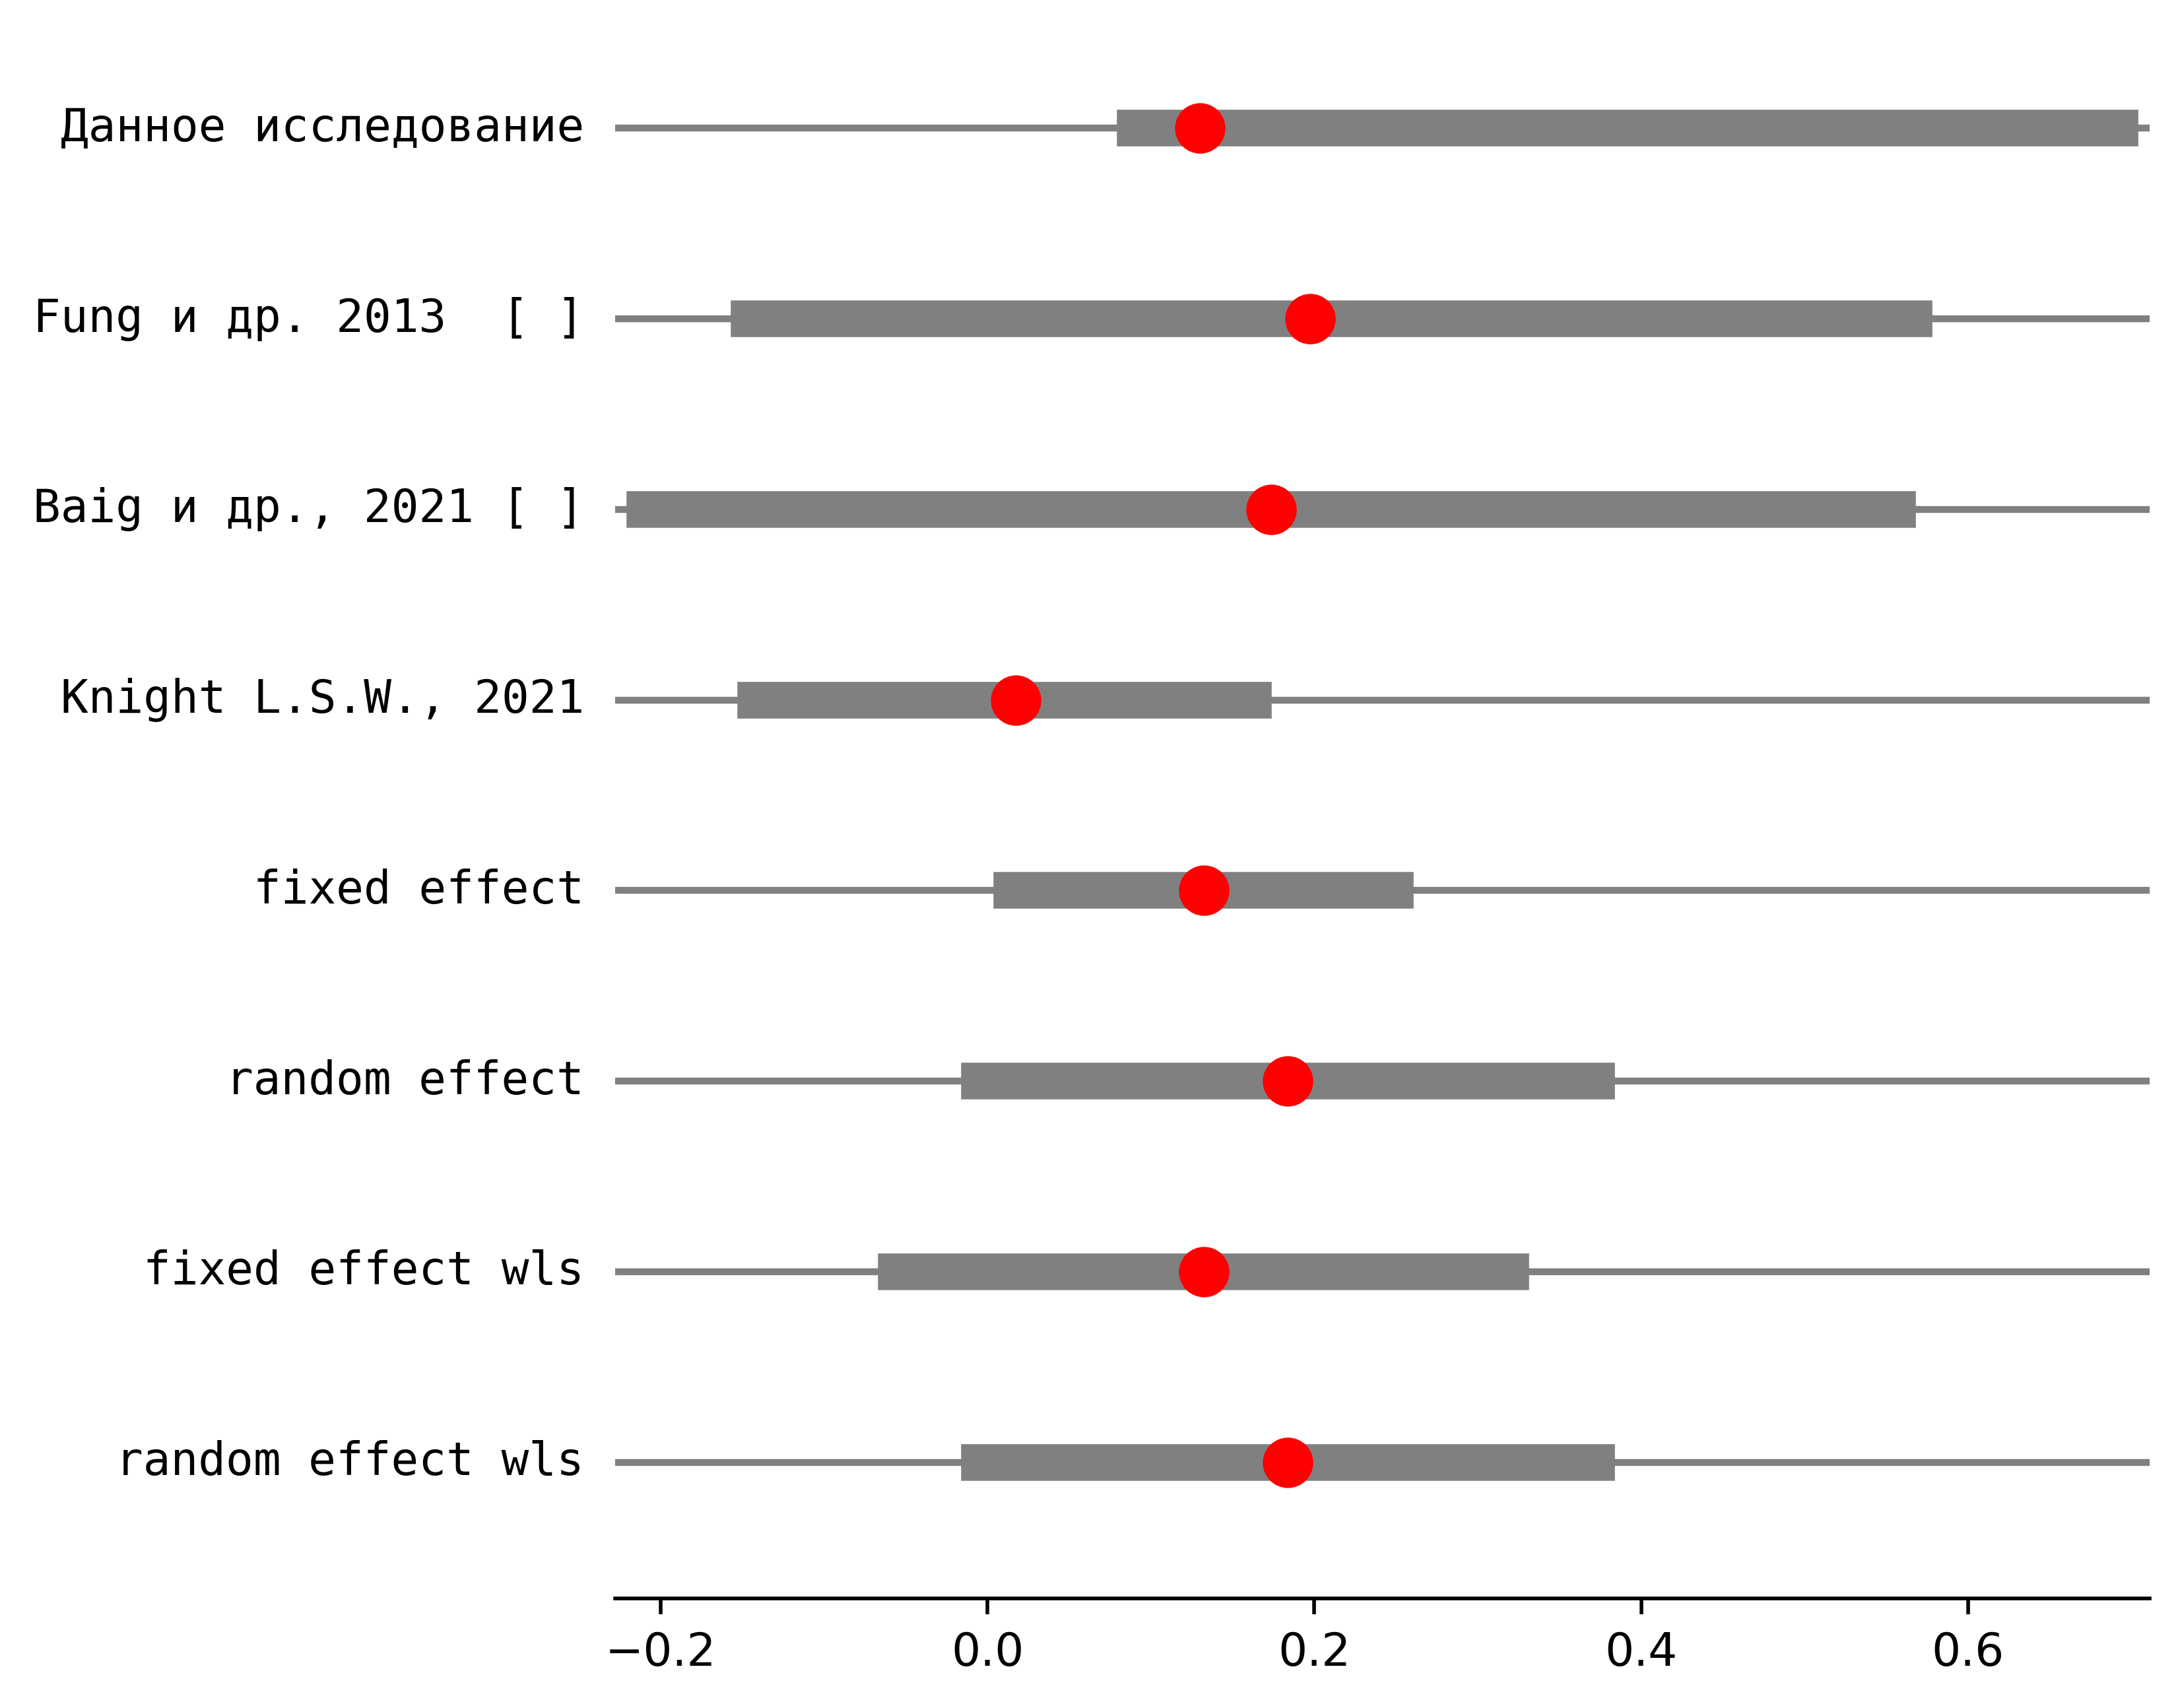 Данное исследование
Fung и др. 2013  [ ]
Baig и др., 2021 [ ]
Knight L.S.W., 2021
fixed effect
random effect
fixed effect wls
random effect wls
−0.2 0.0 0.2 0.4 0.6